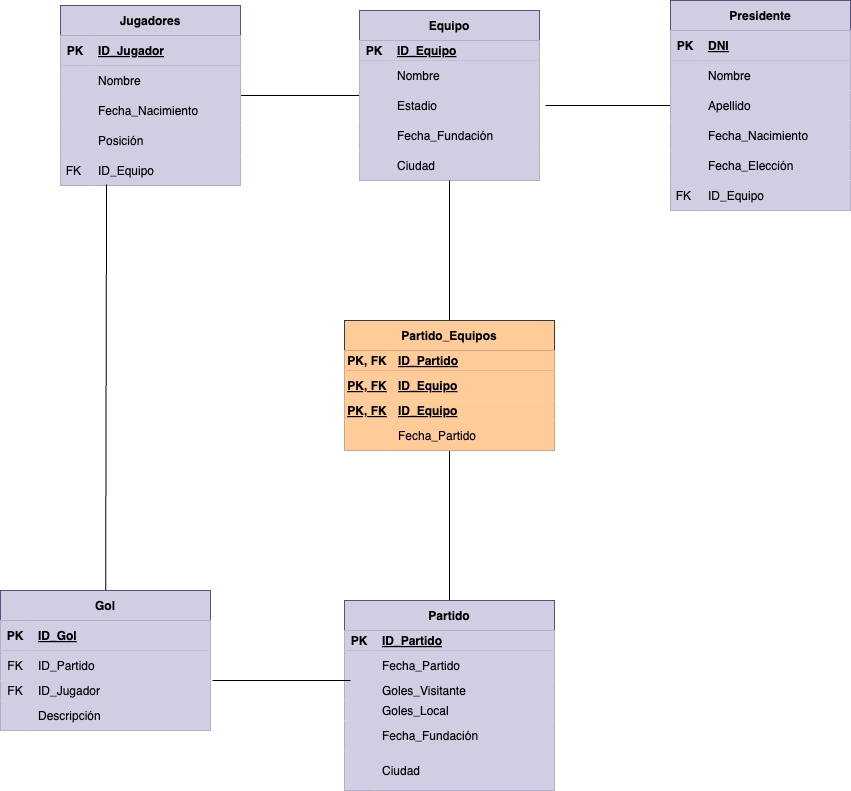 Jugadores
PK ID_Jugador
Nombre
Fecha_Nacimiento
Posición
FK ID_Equipo
Equipo
PK ID_Equipo
Nombre
Estadio
Fecha_Fundación
Ciudad
Presidente
PK DNI
Nombre
Apellido
Fecha_Nacimiento
Fecha_Elección
FK ID_Equipo
Partido_Equipos
PK, FK ID_Partido
PK, FK ID_Equipo
PK, FK ID_Equipo
Fecha_Partido
Gol
PK ID_Gol
FK ID_Partido
FK ID_Jugador
Descripción
Partido
PK ID_Partido
Fecha_Partido
Goles_Visitante
Goles_Local
Fecha_Fundación
Ciudad